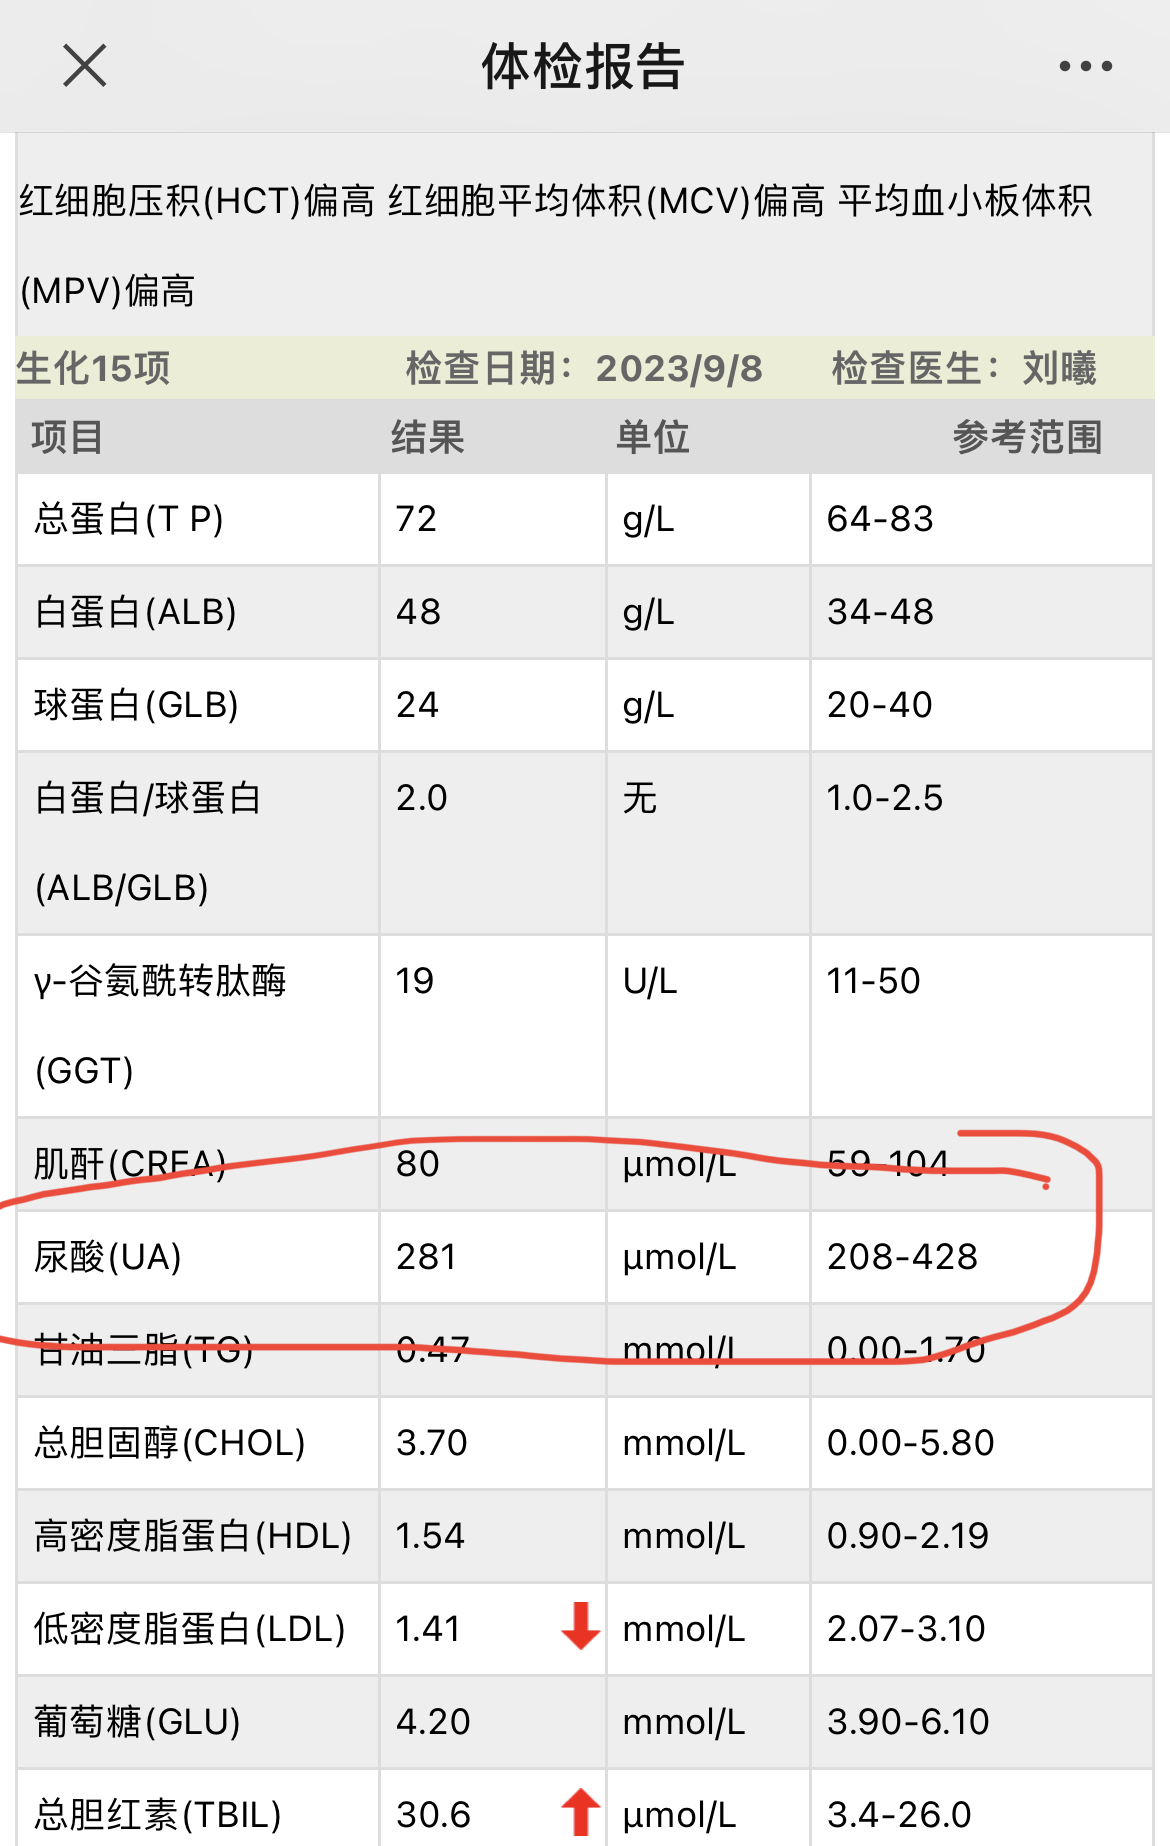 体检报告
红细胞压积(HCT)偏高 红细胞平均体积(MCV)偏高 平均血小板体积
(MPV)偏高
生化15项 检查日期：2023/9/8 检查医生：刘曦
项目 结果 单位 参考范围
总蛋白(T P) 72 g/L 64-83
白蛋白(ALB) 48 g/L 34-48
球蛋白(GLB) 24 g/L 20-40
白蛋白/球蛋白 2.0 无 1.0-2.5
(ALB/GLB)
γ-谷氨酰转肽酶 19 U/L 11-50
(GGT)
肌酐(CREA) 80 μmol/L 59-104
尿酸(UA) 281 μmol/L 208-428
甘油三脂(TG) 0.47 mmol/L 0.00-1.70
总胆固醇(CHOL) 3.70 mmol/L 0.00-5.80
高密度脂蛋白(HDL) 1.54 mmol/L 0.90-2.19
低密度脂蛋白(LDL) 1.41 mmol/L 2.07-3.10
葡萄糖(GLU) 4.20 mmol/L 3.90-6.10
总胆红素(TBIL) 30.6 μmol/L 3.4-26.0